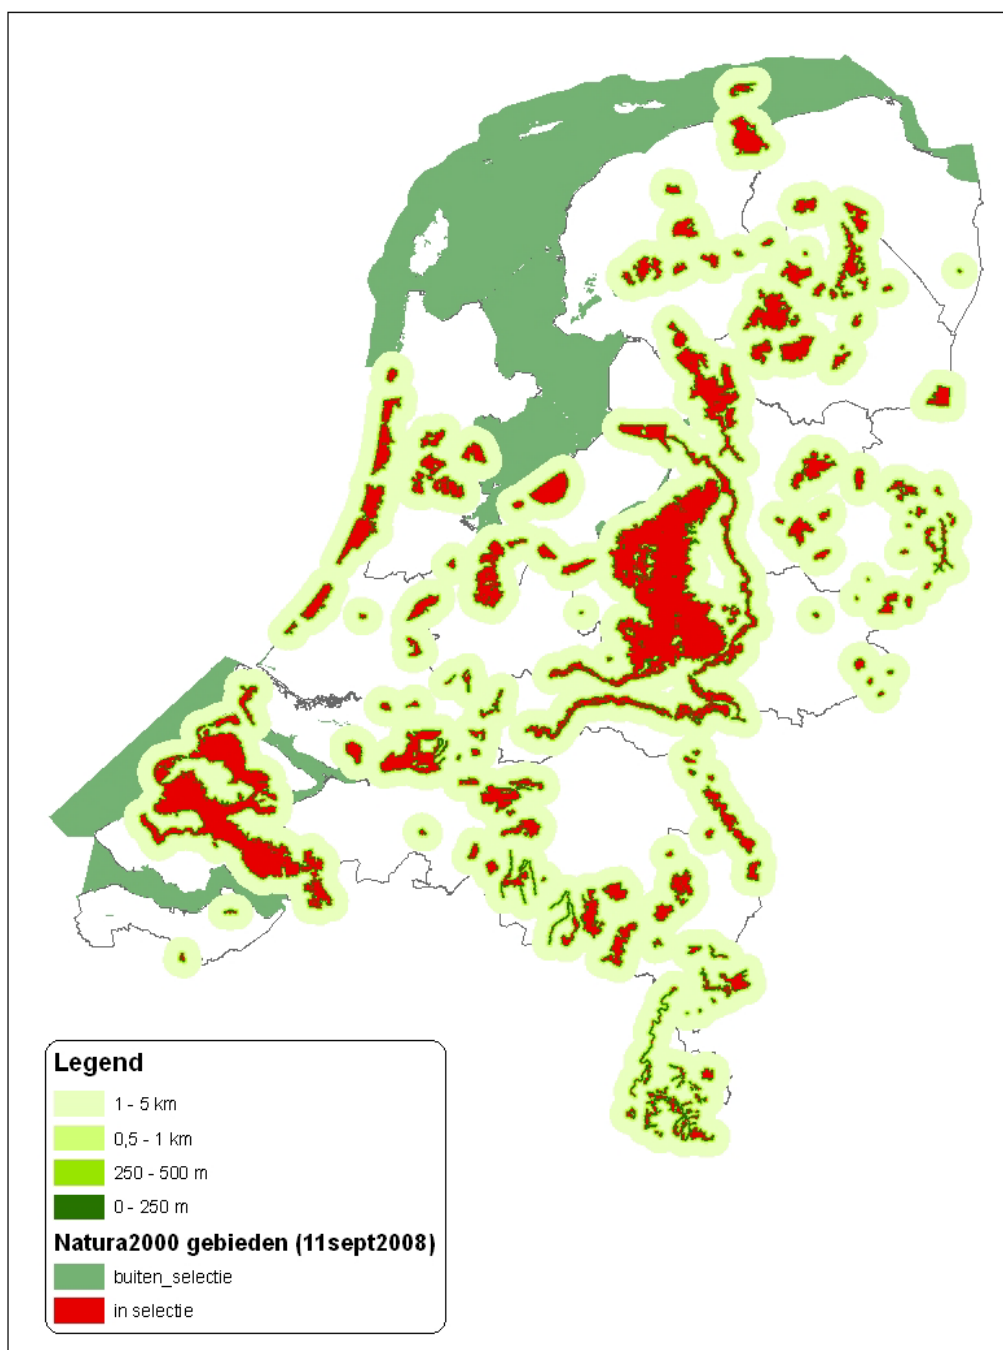 Legend
1 - 5 km
0,5 - 1 km
250 - 500 m
0 - 250 m
Natura2000 gebieden (11sept2008)
buiten_selectie
in selectie